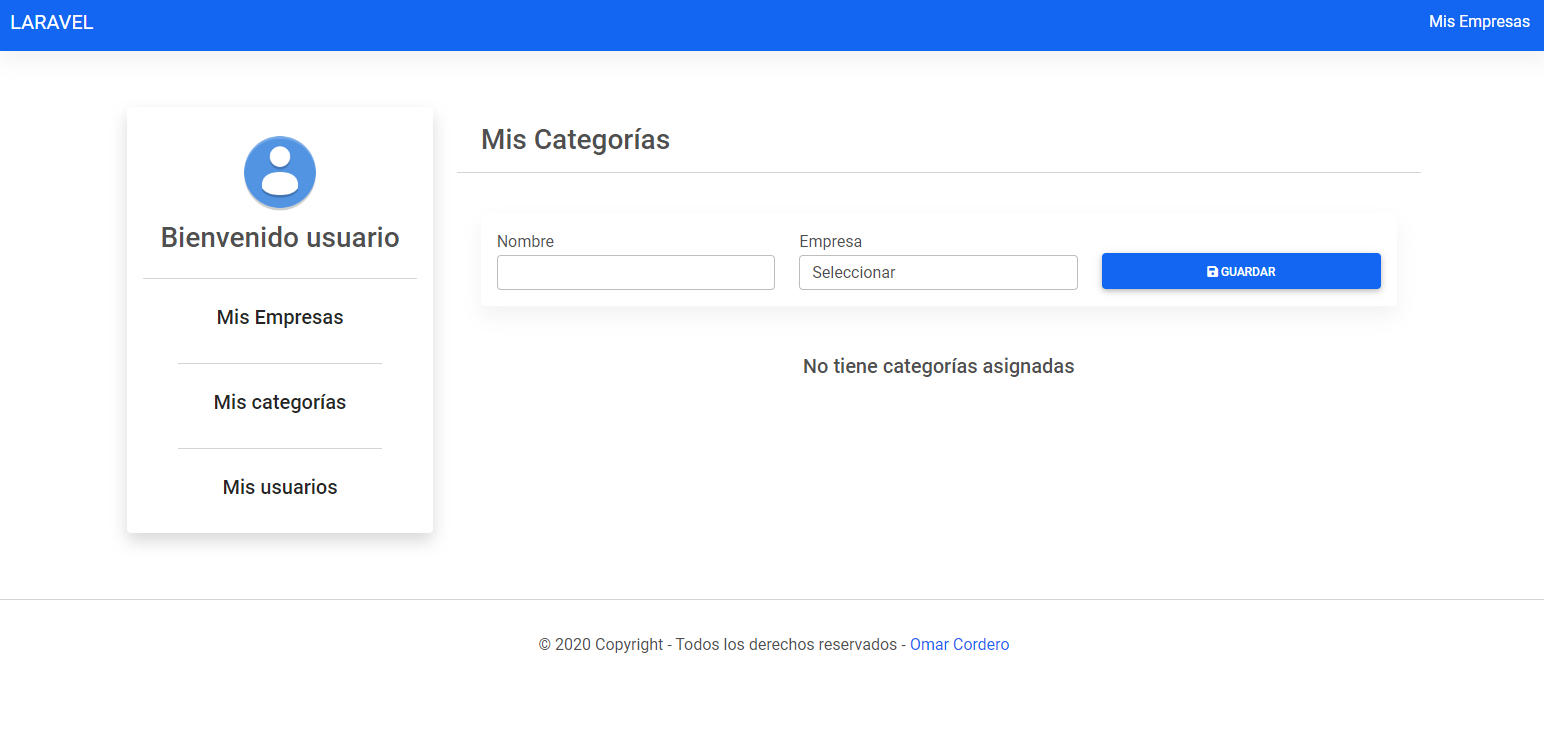 LARAVEL
Mis Empresas
Bienvenido usuario
Mis Empresas
Mis categorías
Mis usuarios
Mis Categorías
Nombre
Empresa
Seleccionar
GUARDAR
No tiene categorías asignadas
© 2020 Copyright - Todos los derechos reservados - Omar Cordero